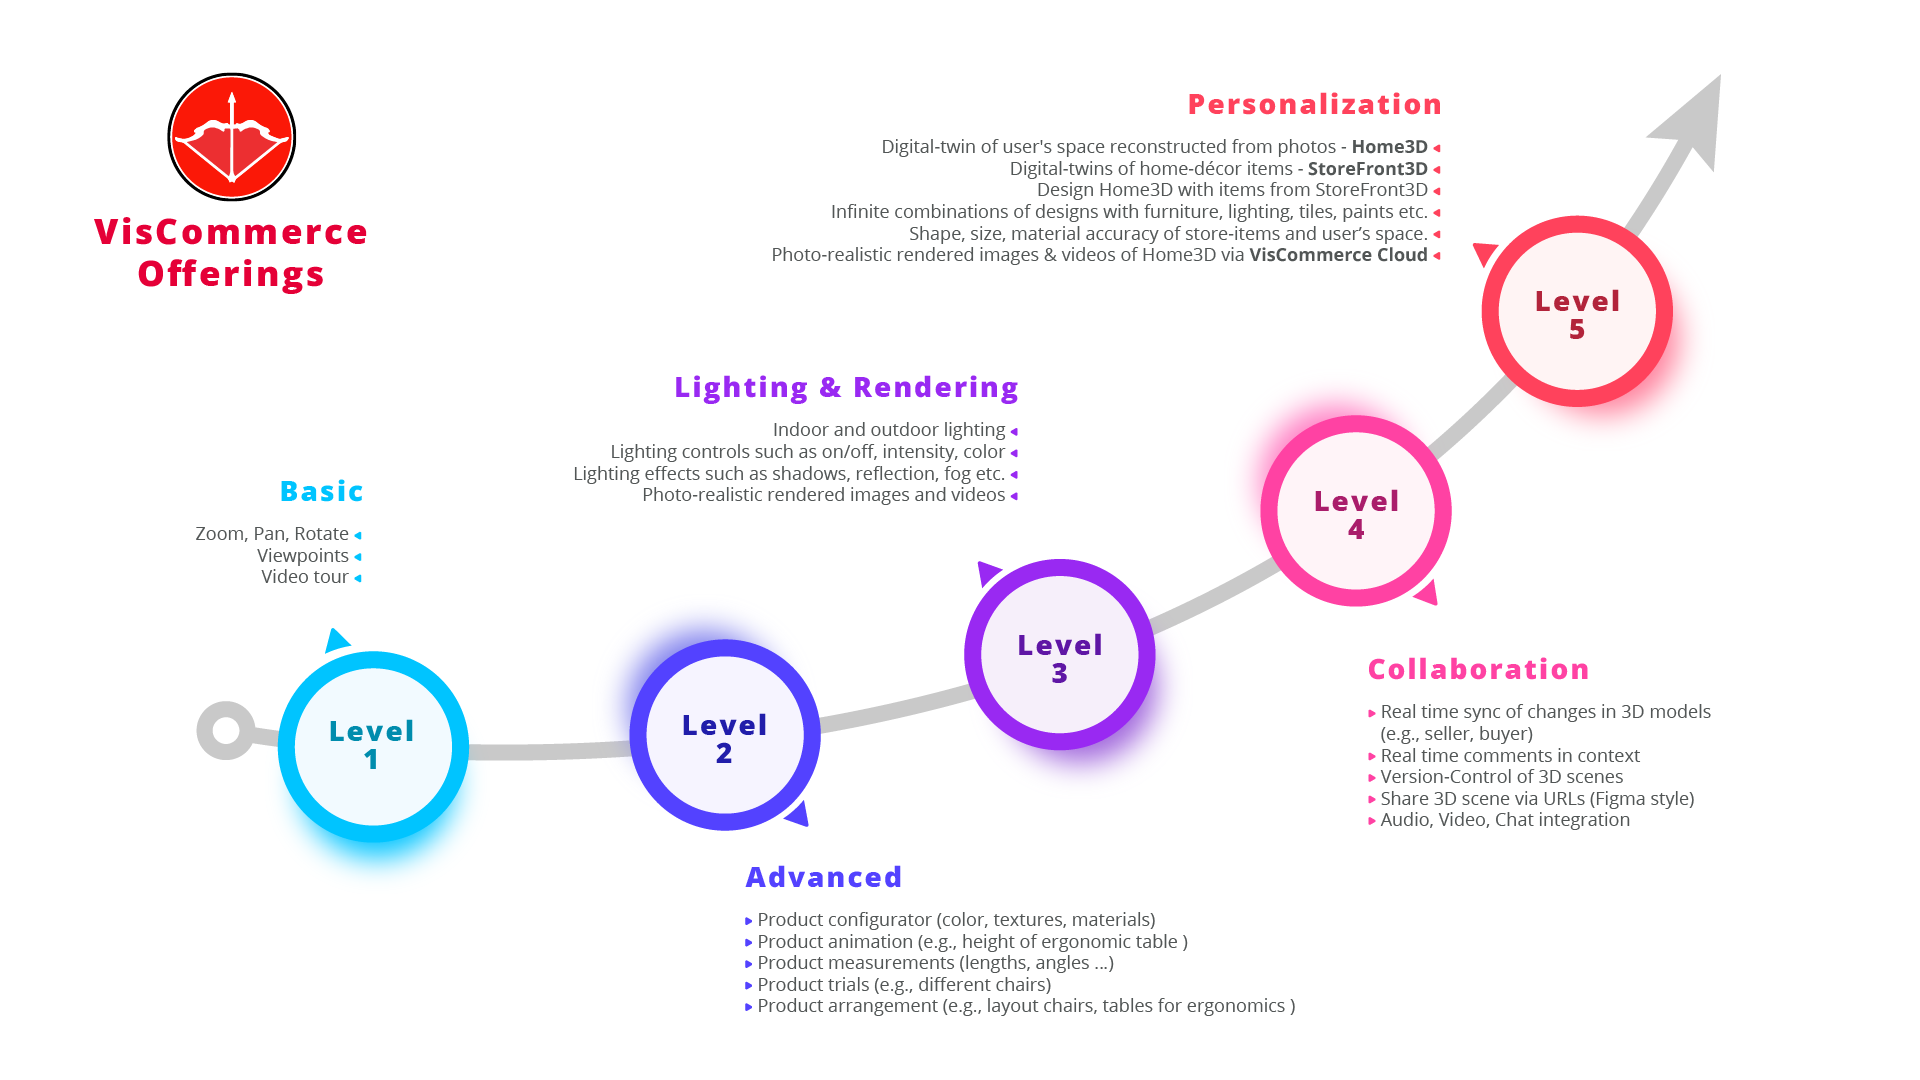 VisCommerce
Offerings
Personalization
Digital-twin of user's space reconstructed from photos - Home3D
Digital-twins of home-décor items - StoreFront3D
Design Home3D with items from StoreFront3D
Infinite combinations of designs with furniture, lighting, tiles, paints etc.
Shape, size, material accuracy of store-items and user’s space.
Photo-realistic rendered images & videos of Home3D via VisCommerce Cloud
Level
5
Lighting & Rendering
Indoor and outdoor lighting
Lighting controls such as on/off, intensity, color
Lighting effects such as shadows, reflection, fog etc.
Photo-realistic rendered images and videos
Level
4
Basic
Zoom, Pan, Rotate
Viewpoints
Video tour
Level
3
Level
1
Level
2
Collaboration
Real time sync of changes in 3D models
(e.g., seller, buyer)
Real time comments in context
Version-Control of 3D scenes
Share 3D scene via URLs (Figma style)
Audio, Video, Chat integration
Advanced
Product configurator (color, textures, materials)
Product animation (e.g., height of ergonomic table )
Product measurements (lengths, angles ...)
Product trials (e.g., different chairs)
Product arrangement (e.g., layout chairs, tables for ergonomics )